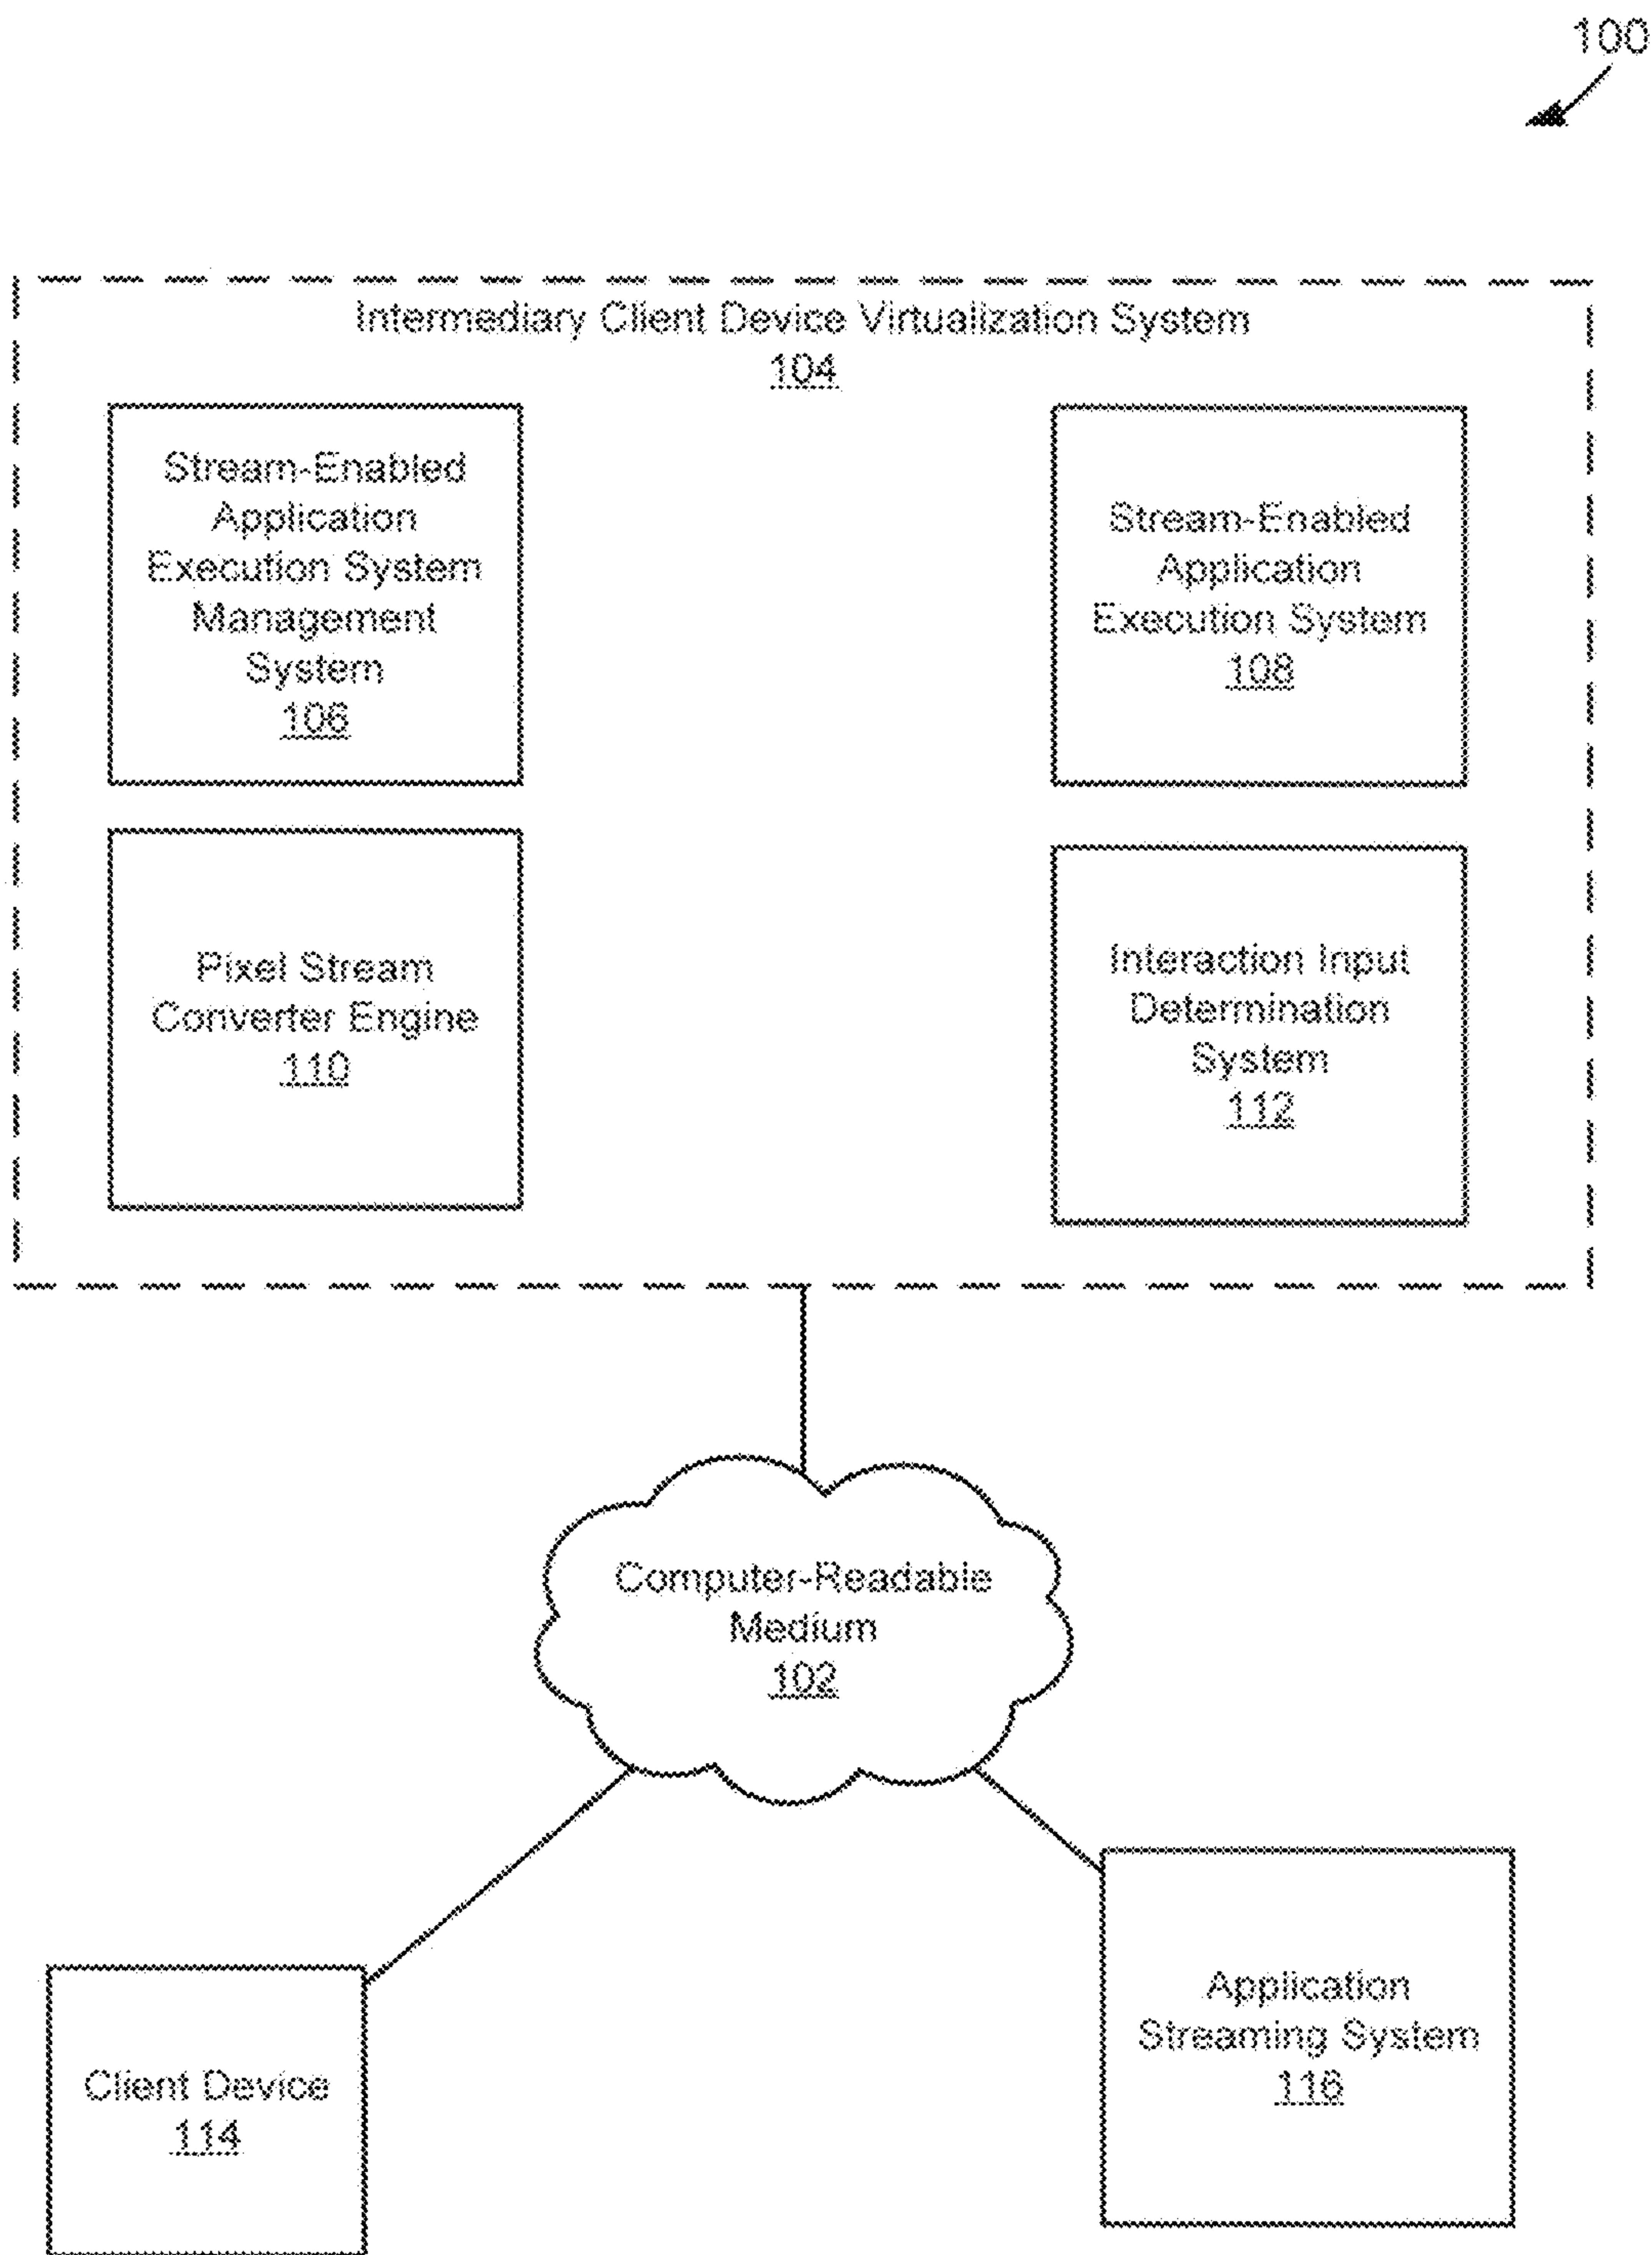 100
Intermediary Client Device Virtualization System
104
Stream-Enabled
Application
Execution System
Management
System
106
Stream-Enabled
Application
Execution System
108
Pixel Stream
Converter Engine
110
Interaction Input
Determination
System
112
Computer-Readable
Medium
102
Client Device
114
Application
Streaming System
116